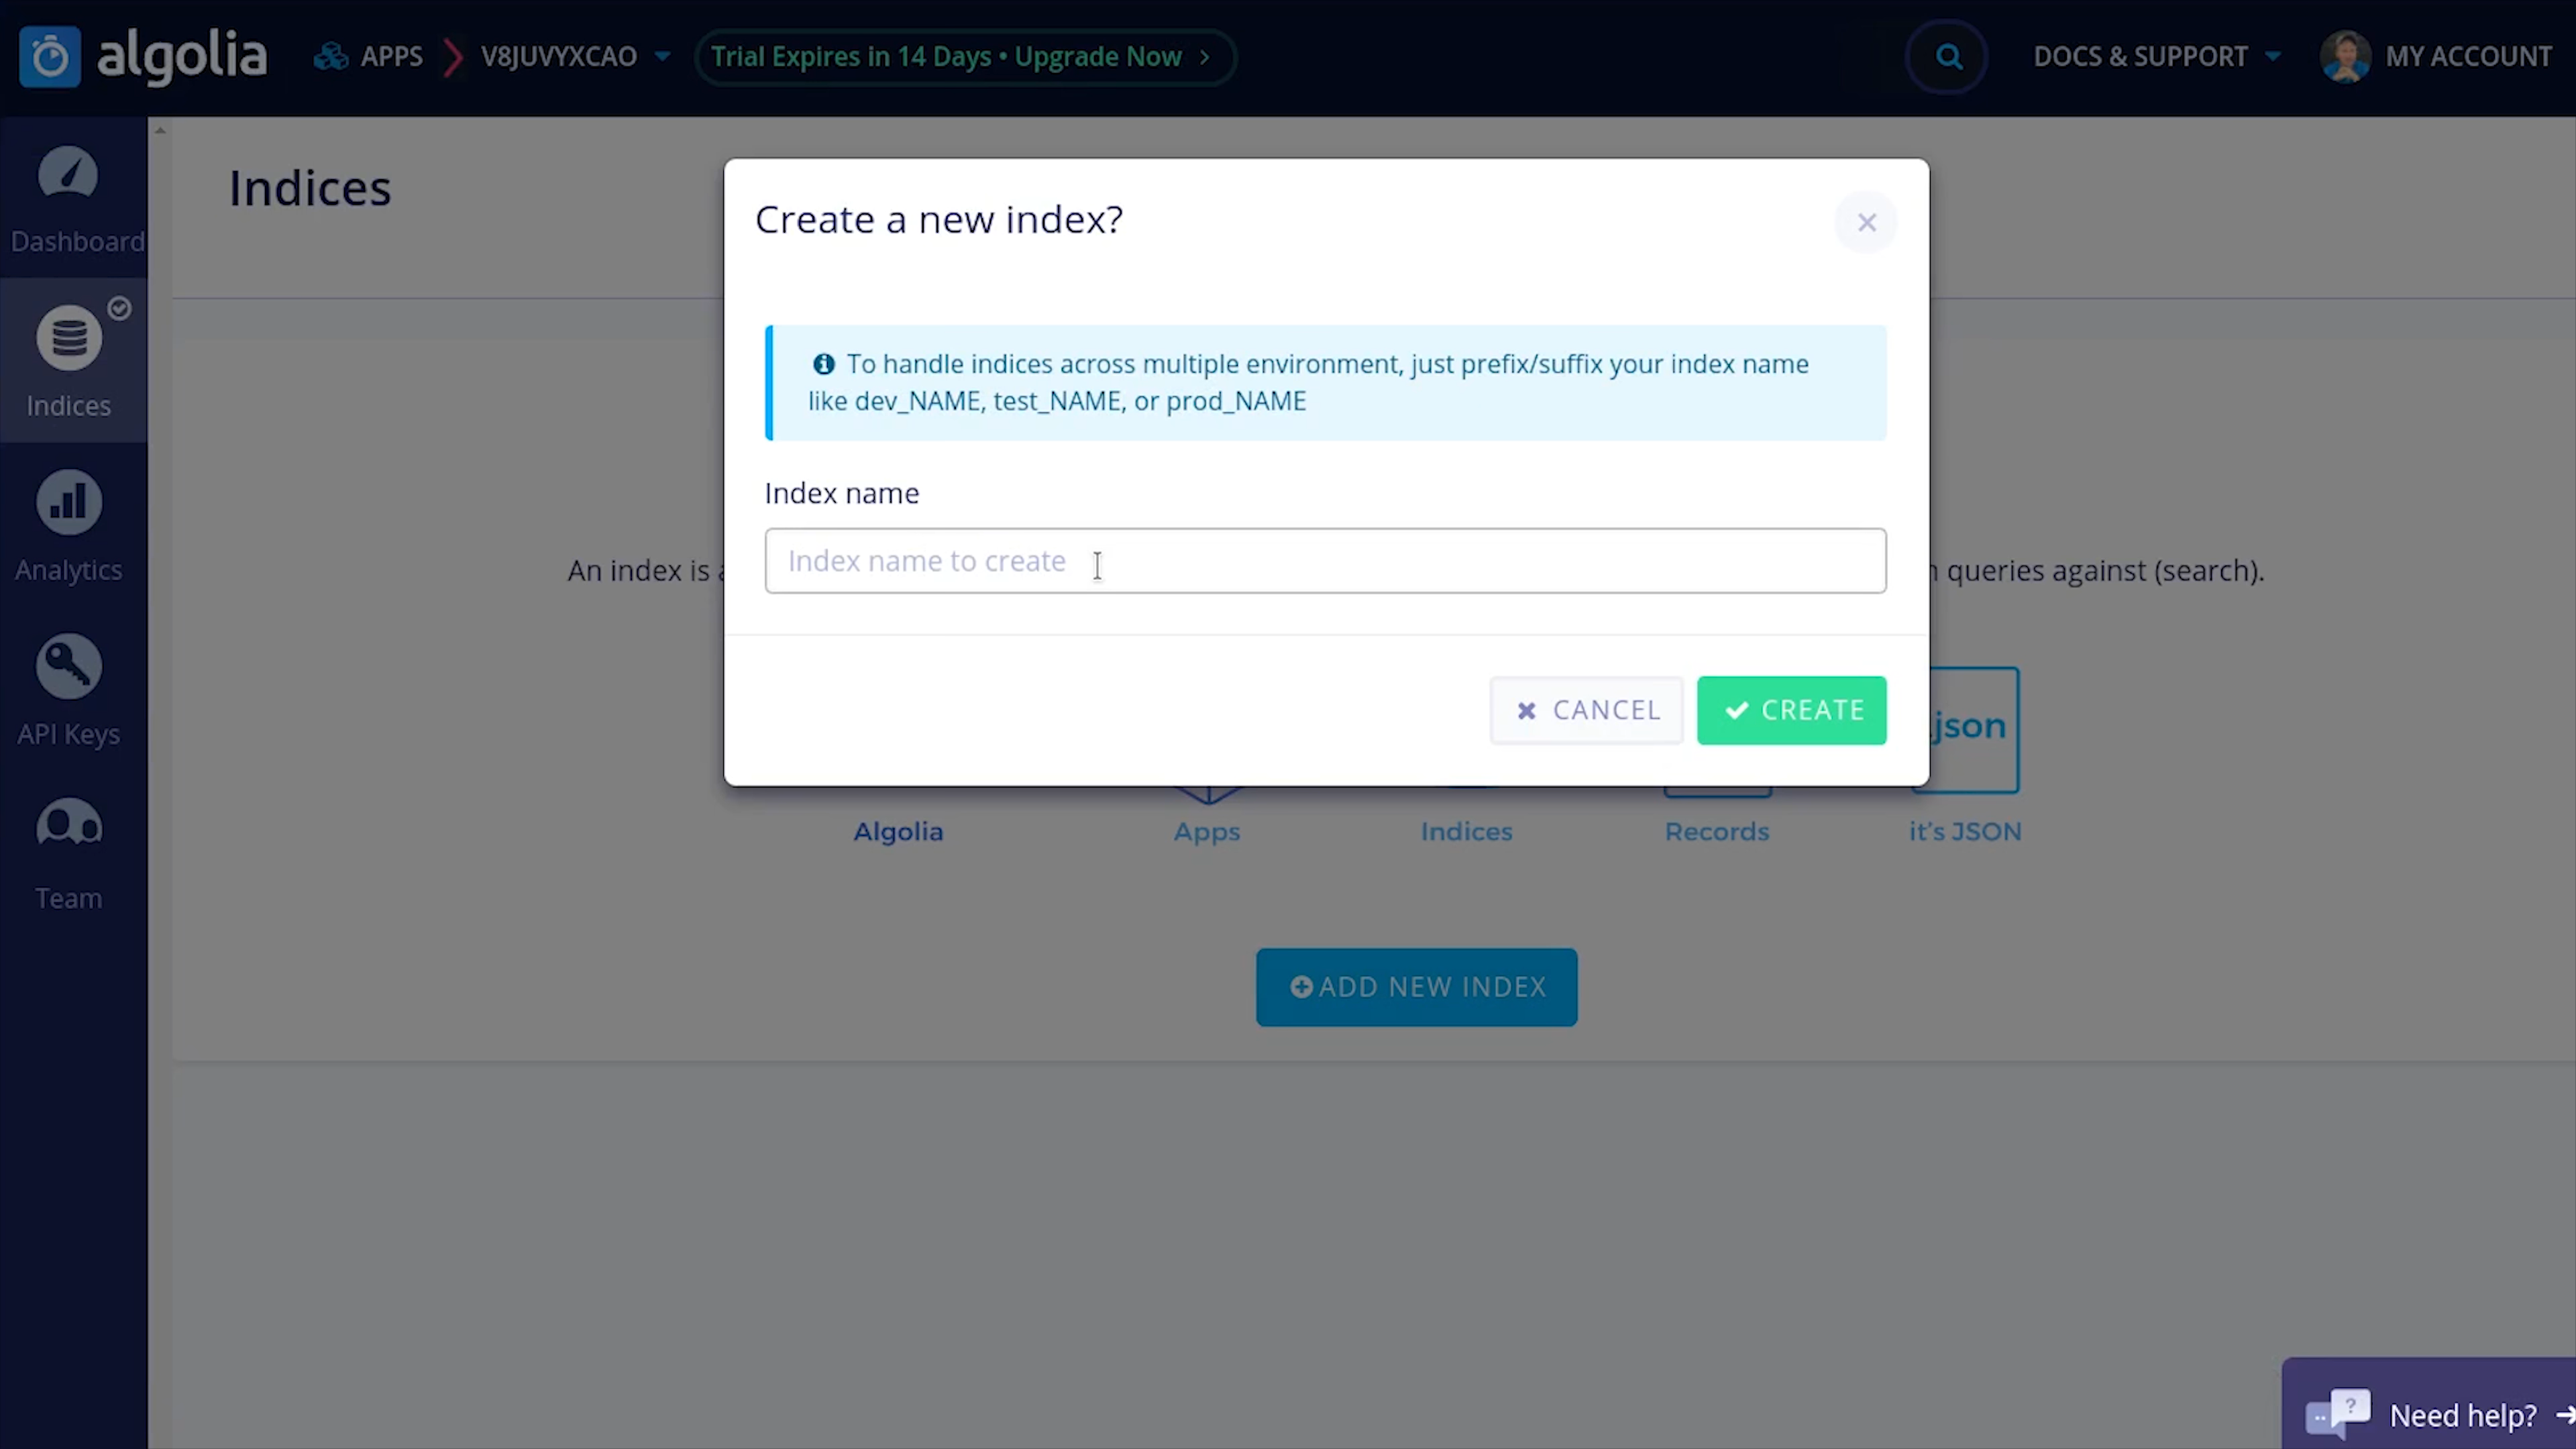 algolia APPS V8JUVYXCAO Trial Expires in 14 Days • Upgrade Now DOCS & SUPPORT MY ACCOUNT
Dashboard
Indices
Analytics
API Keys
Team
Indices
Create a new index?
To handle indices across multiple environment, just prefix/suffix your index name
like dev_NAME, test_NAME, or prod_NAME
Index name
Index name to create
CANCEL CREATE
An index is queries against (search).
.json
Algolia Apps Indices Records it's JSON
ADD NEW INDEX
Need help?